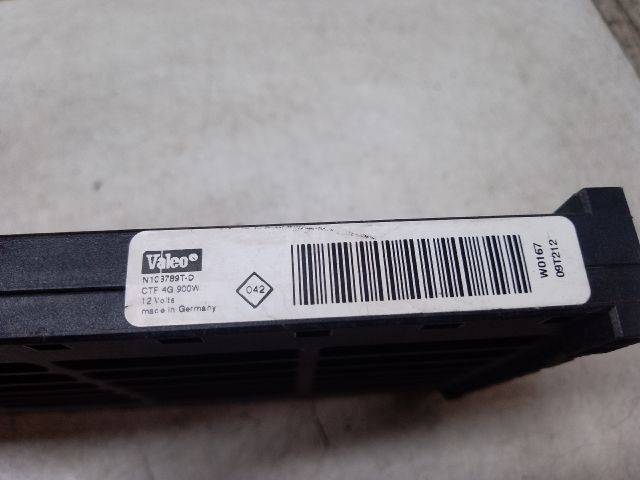 Valeo
N103789T-D
CTF 4G 900W
12 Volts
made in Germany
042
W0167
09T212